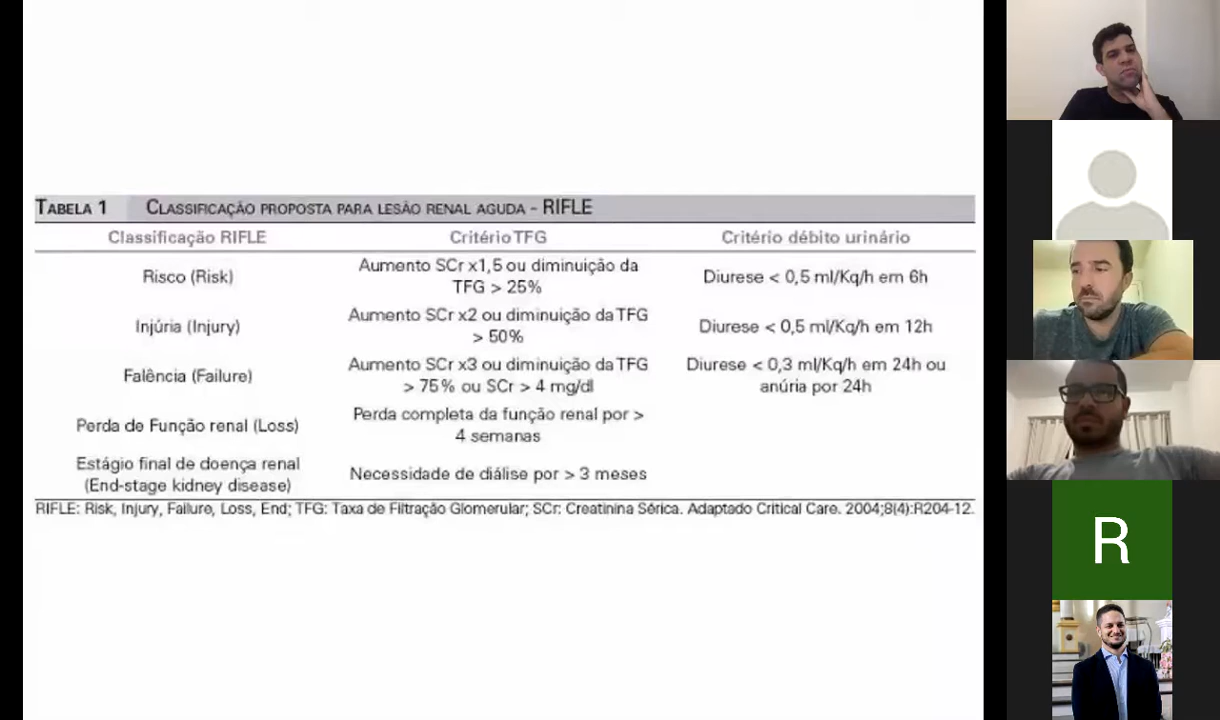 TABELA 1 CLASSIFICAÇÃO PROPOSTA PARA LESÃO RENAL AGUDA - RIFLE
Classificação RIFLE Critério TFG Critério débito urinário
Risco (Risk) Aumento SCr x1,5 ou diminuição da TFG > 25% Diurese < 0,5 ml/Kg/h em 6h
Injúria (Injury) Aumento SCr x2 ou diminuição da TFG > 50% Diurese < 0,5 ml/Kg/h em 12h
Falência (Failure) Aumento SCr x3 ou diminuição da TFG > 75% ou SCr > 4 mg/dl Diurese < 0,3 ml/Kg/h em 24h ou anúria por 24h
Perda de Função renal (Loss) Perda completa da função renal por > 4 semanas
Estágio final de doença renal (End-stage kidney disease) Necessidade de diálise por > 3 meses
RIFLE: Risk, Injury, Failure, Loss, End; TFG: Taxa de Filtração Glomerular; SCr: Creatinina Sérica. Adaptado Critical Care. 2004;8(4):R204-12.
R